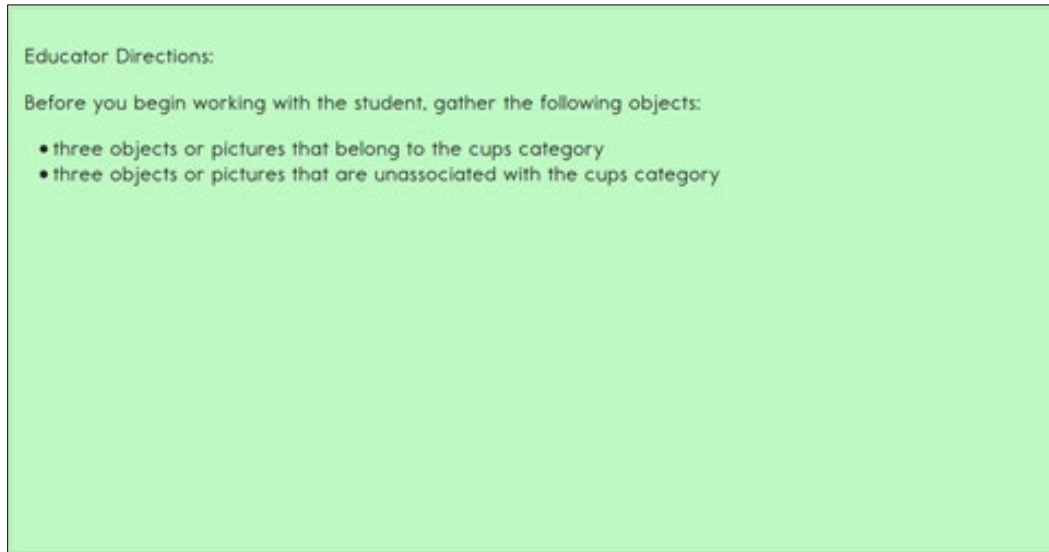 Educator Directions:
Before you begin working with the student, gather the following objects:
• three objects or pictures that belong to the cups category
• three objects or pictures that are unassociated with the cups category